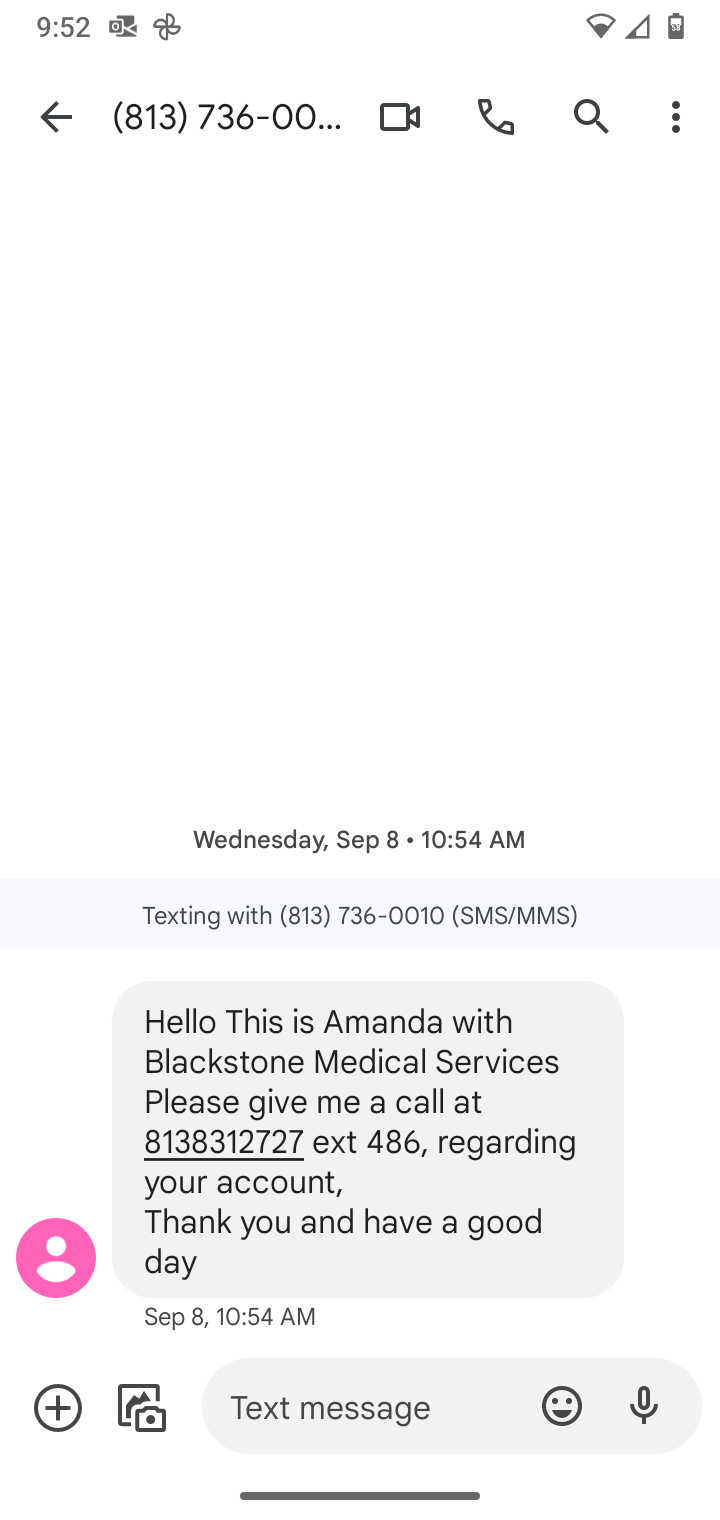 9:52
(813) 736-00...
Wednesday, Sep 8 • 10:54 AM
Texting with (813) 736-0010 (SMS/MMS)
Hello This is Amanda with
Blackstone Medical Services
Please give me a call at
8138312727 ext 486, regarding
your account,
Thank you and have a good
day
Sep 8, 10:54 AM
Text message